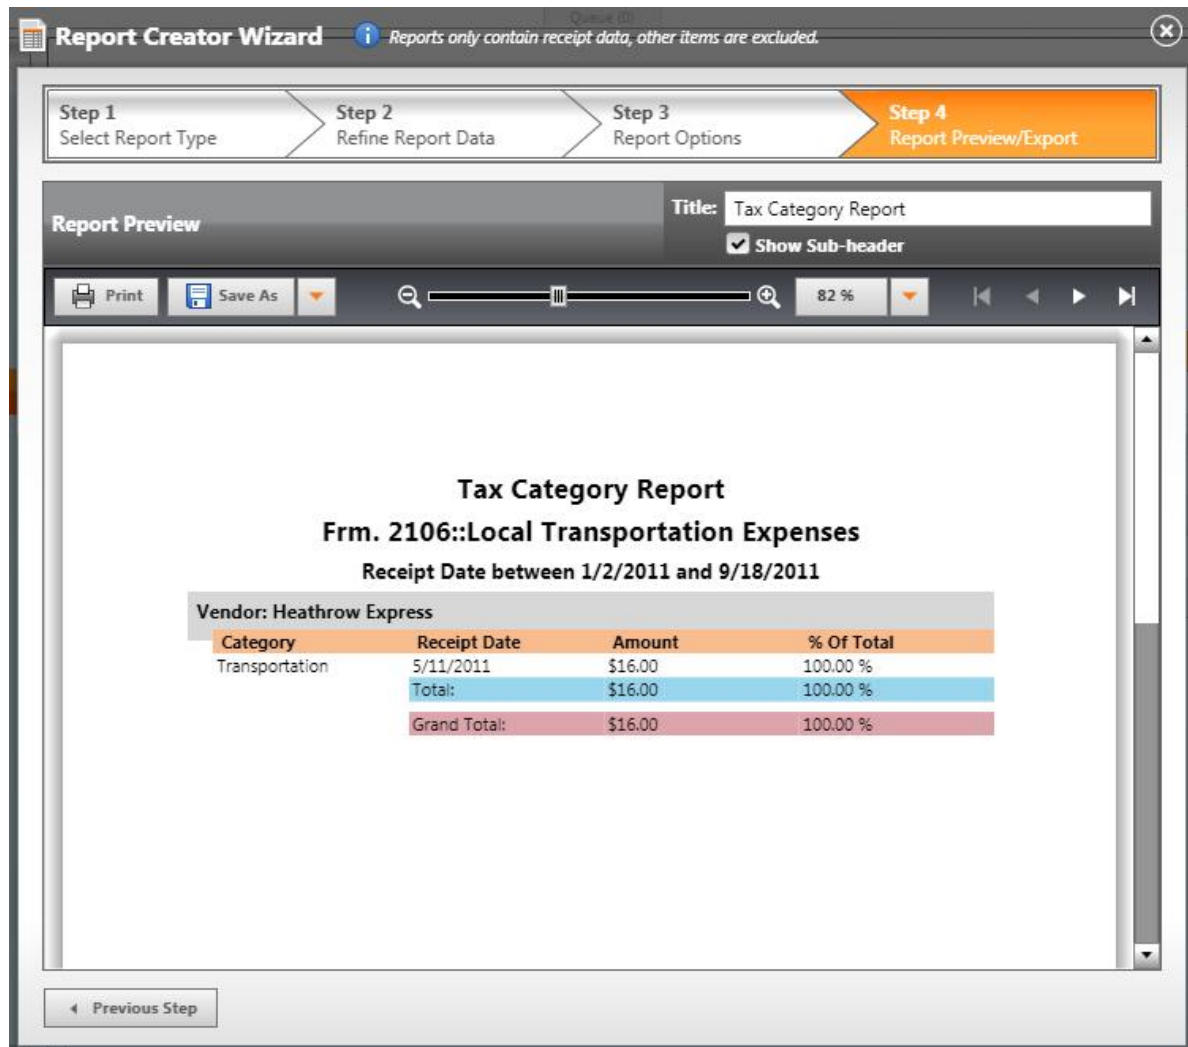 Queue (0)
Report Creator Wizard i Reports only contain receipt data, other items are excluded.
Step 1 Step 2 Step 3 Step 4
Select Report Type Refine Report Data Report Options Report Preview/Export
Report Preview
Title: Tax Category Report
Show Sub-header
Print Save As 82 %
Tax Category Report
Frm. 2106::Local Transportation Expenses
Receipt Date between 1/2/2011 and 9/18/2011
Vendor: Heathrow Express
Category Receipt Date Amount % Of Total
Transportation 5/11/2011 $16.00 100.00 %
Total: $16.00 100.00 %
Grand Total: $16.00 100.00 %
Previous Step